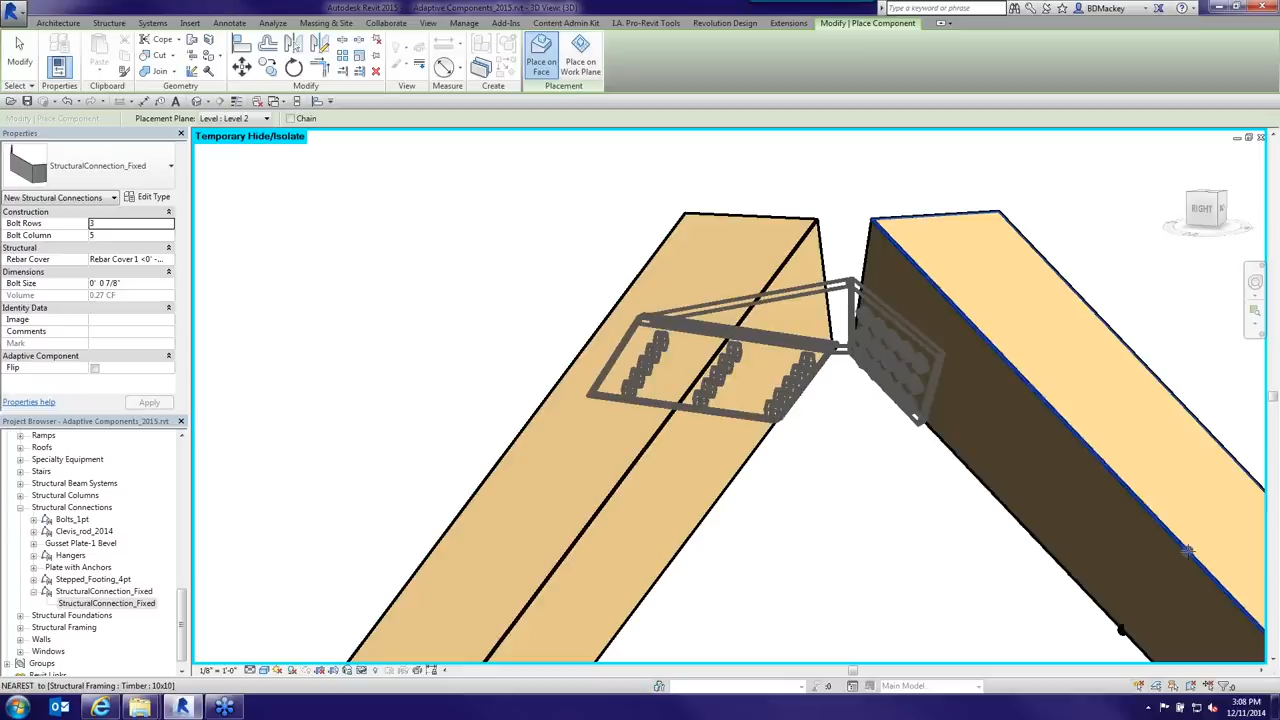 Autodesk Revit 2015 - Adaptive Components_2015.rvt - 3D View: {3D}
Type a keyword or phrase
BDMackey
Architecture Structure Systems Insert Annotate Analyze Massing & Site Collaborate View Manage Add-Ins Content Admin Kit I.A. Pro-Revit Tools Revolution Design Extensions Modify | Place Component
Modify
Paste
Cope
Cut
Join
Place on Face
Place on Work Plane
Select Properties Clipboard Geometry Modify View Measure Create Placement
Modify | Place Component
Placement Plane: Level : Level 2
Chain
Properties
StructuralConnection_Fixed
New Structural Connections
Edit Type
Construction
Bolt Rows 3
Bolt Column 5
Structural
Rebar Cover Rebar Cover 1 <0' -...
Dimensions
Bolt Size 0' 0 7/8"
Volume 0.27 CF
Identity Data
Image
Comments
Mark
Adaptive Component
Flip
Properties help
Apply
Project Browser - Adaptive Components_2015.rvt
Ramps
Roofs
Specialty Equipment
Stairs
Structural Beam Systems
Structural Columns
Structural Connections
Bolts_1pt
Clevis_rod_2014
Gusset Plate-1 Bevel
Hangers
Plate with Anchors
Stepped_Footing_4pt
StructuralConnection_Fixed
StructuralConnection_Fixed
Structural Foundations
Structural Framing
Walls
Windows
Groups
Revit Links
Temporary Hide/Isolate
RIGHT
1/8" = 1'-0"
NEAREST to [Structural Framing : Timber : 10x10]
:0
Main Model
:0
3:08 PM
12/11/2014